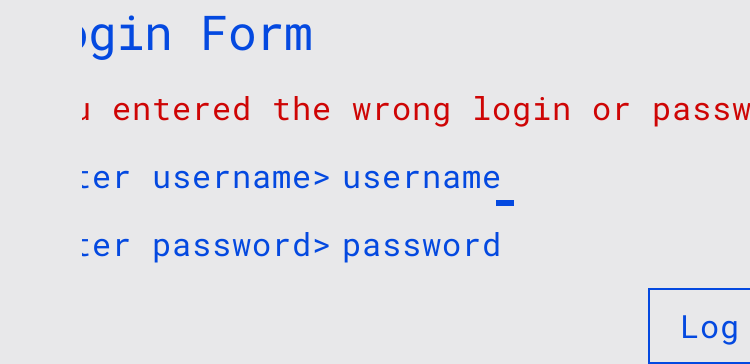 ogin Form
u entered the wrong login or passw
ter username> username
ter password> password
Log